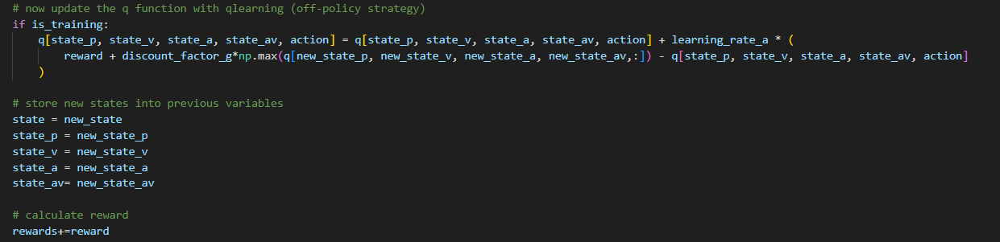 # now update the q function with qlearning (off-policy strategy)
if is_training:
    q[state_p, state_v, state_a, state_av, action] = q[state_p, state_v, state_a, state_av, action] + learning_rate_a * (
        reward + discount_factor_g*np.max(q[new_state_p, new_state_v, new_state_a, new_state_av,:]) - q[state_p, state_v, state_a, state_av, action]
    )

# store new states into previous variables
state = new_state
state_p = new_state_p
state_v = new_state_v
state_a = new_state_a
state_av= new_state_av

# calculate reward
rewards+=reward